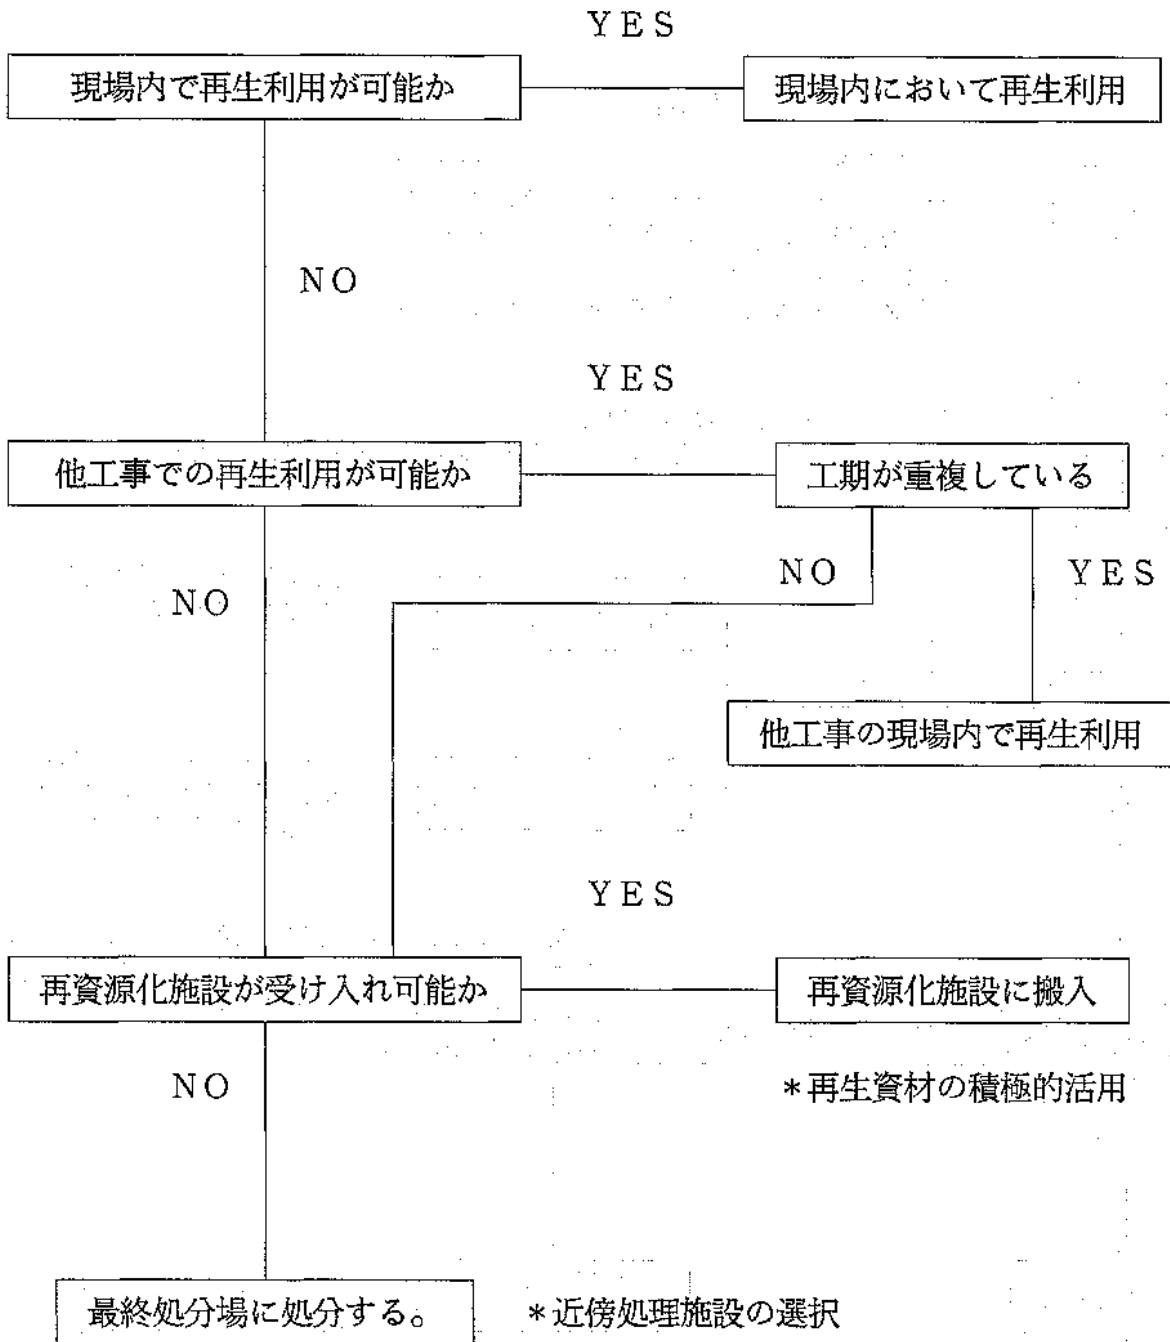 YES
現場内で再生利用が可能か
現場内において再生利用
NO
YES
他工事での再生利用が可能か
工期が重複している
NO
NO
YES
他工事の現場内で再生利用
YES
再資源化施設が受け入れ可能か
再資源化施設に搬入
NO
*再生資材の積極的活用
最終処分場に処分する。
*近傍処理施設の選択